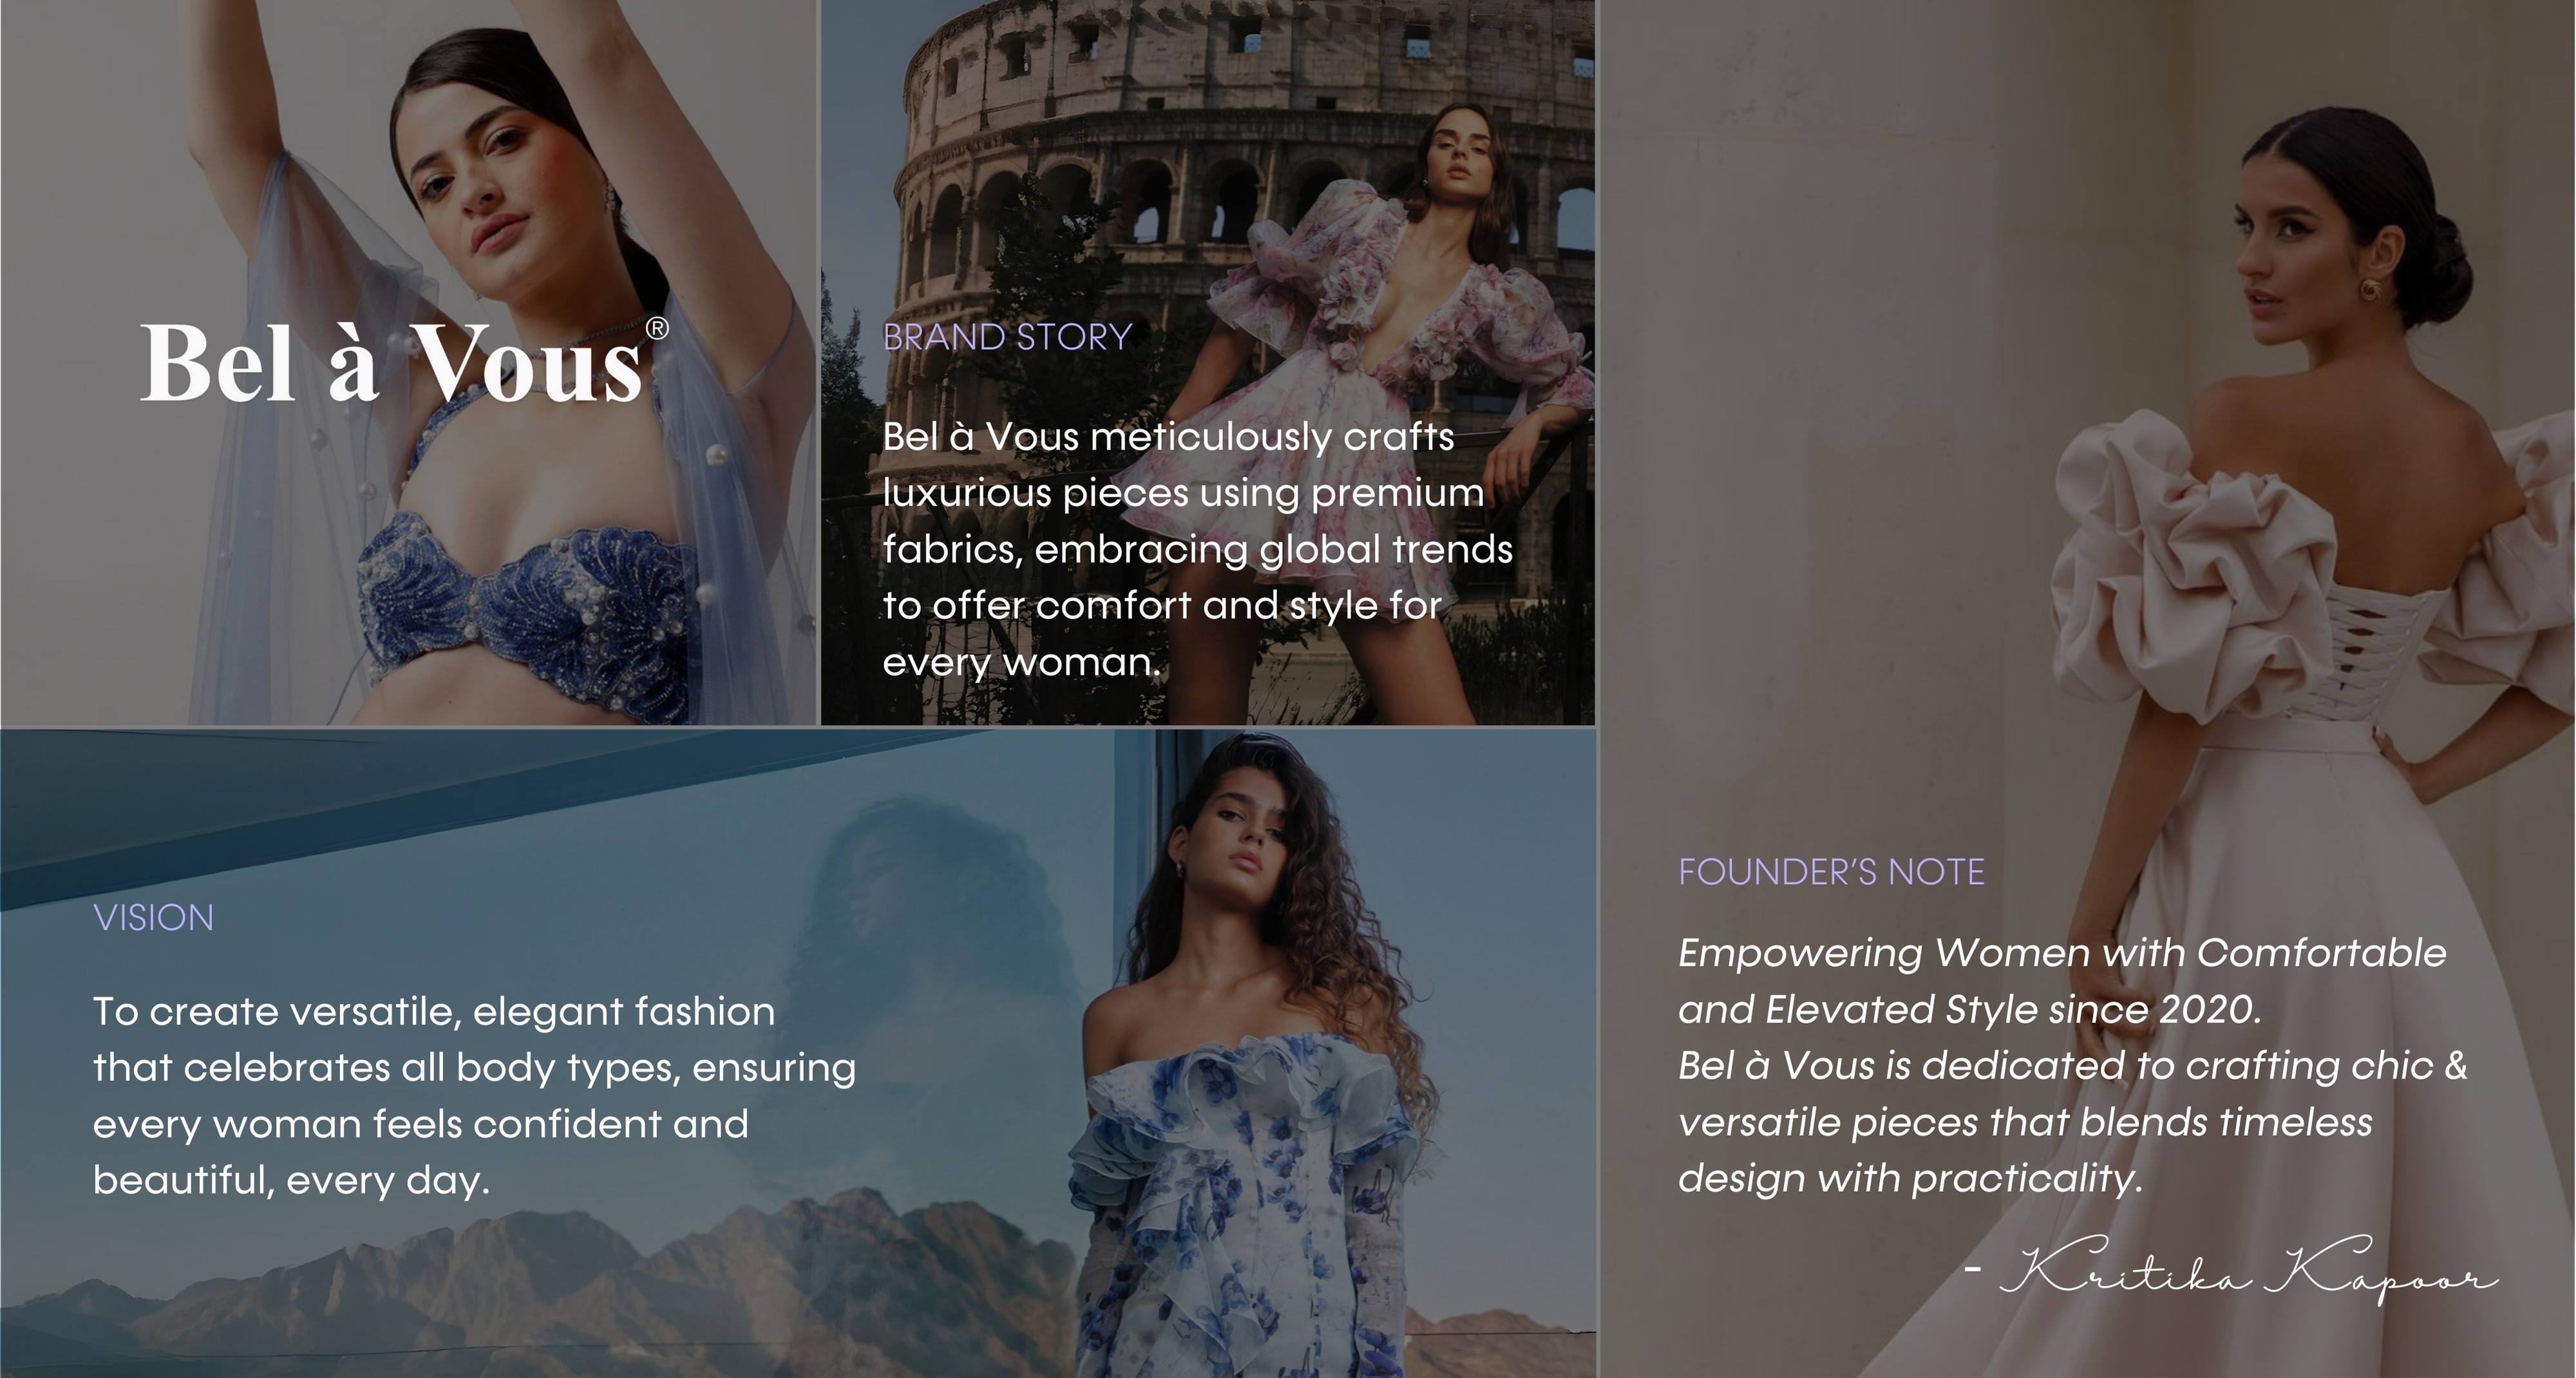 Bel à Vous®
BRAND STORY
Bel à Vous meticulously crafts
luxurious pieces using premium
fabrics, embracing global trends
to offer comfort and style for
every woman.
VISION
To create versatile, elegant fashion
that celebrates all body types, ensuring
every woman feels confident and
beautiful, every day.
FOUNDER'S NOTE
Empowering Women with Comfortable
and Elevated Style since 2020.
Bel à Vous is dedicated to crafting chic &
versatile pieces that blends timeless
design with practicality.
- Kritika Kapoor